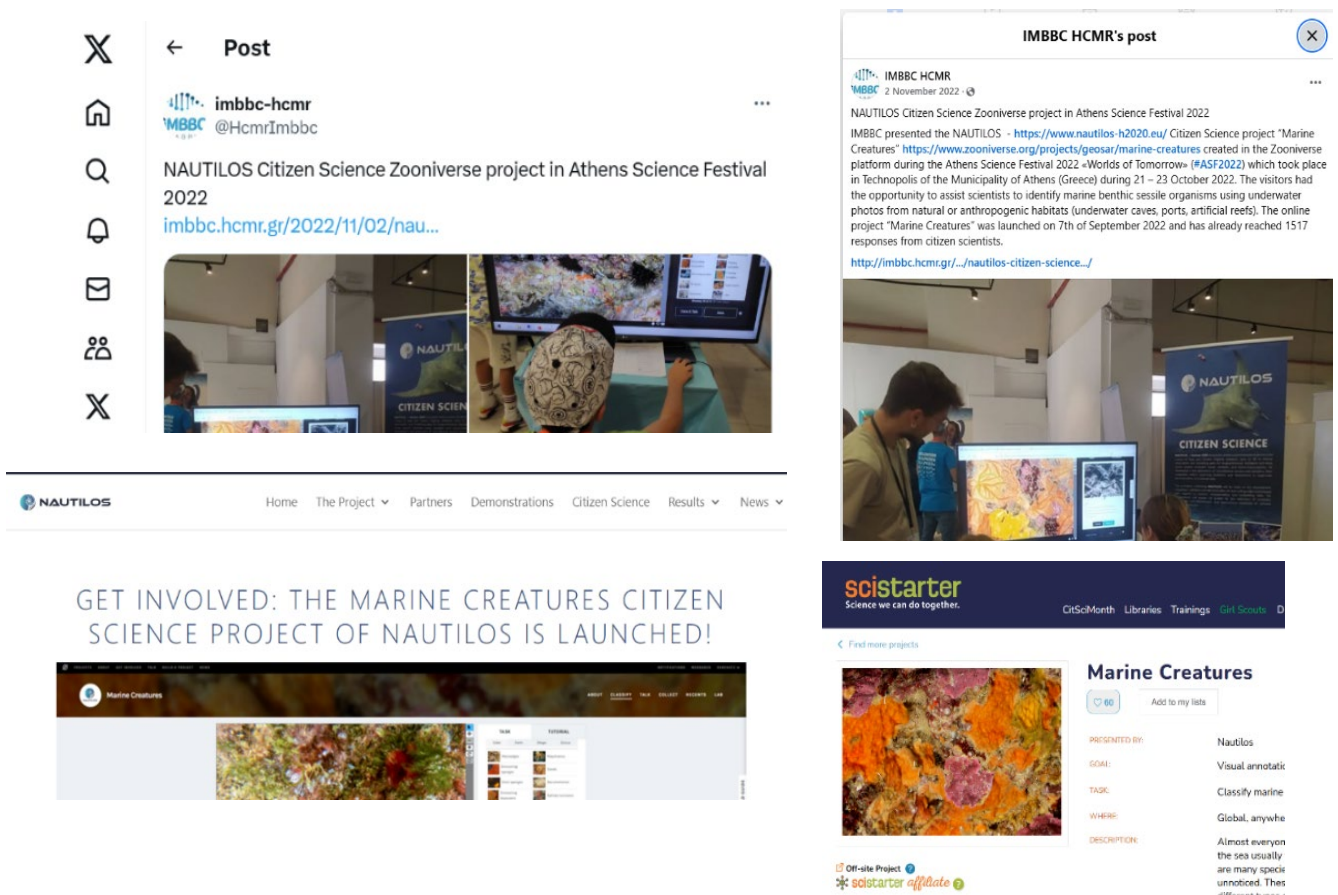 Post
imbbc-hcmr
@HcmrImbbc
NAUTILOS Citizen Science Zooniverse project in Athens Science Festival
2022
imbbc.hcmr.gr/2022/11/02/nau...
NAUTIL
CITIZEN SCIEN
IMBBC HCMR's post
IMBBC HCMR
2 November 2022 ·
NAUTILOS Citizen Science Zooniverse project in Athens Science Festival 2022
IMBBC presented the NAUTILOS - https://www.nautilos-h2020.eu/ Citizen Science project "Marine
Creatures" https://www.zooniverse.org/projects/geosar/marine-creatures created in the Zooniverse
platform during the Athens Science Festival 2022 «Worlds of Tomorrow» (#ASF2022) which took place
in Technopolis of the Municipality of Athens (Greece) during 21 – 23 October 2022. The visitors had
the opportunity to assist scientists to identify marine benthic sessile organisms using underwater
photos from natural or anthropogenic habitats (underwater caves, ports, artificial reefs). The online
project "Marine Creatures" was launched on 7th of September 2022 and has already reached 1517
responses from citizen scientists.
http://imbbc.hcmr.gr/.../nautilos-citizen-science.../
NAUTILOS
CITIZEN SCIENCE
NAUTILOS
Home The Project Partners Demonstrations Citizen Science Results News
GET INVOLVED: THE MARINE CREATURES CITIZEN
SCIENCE PROJECT OF NAUTILOS IS LAUNCHED!
Marine Creatures
ABOUT CLASSIFY TALK COLLECT RECENTS LAB
TASK TUTORIAL
scistarter
Science we can do together.
CitSciMonth Libraries Trainings Girl Scouts D
Find more projects
Marine Creatures
60 Add to my lists
PRESENTED BY: Nautilos
GOAL: Visual annotatio
TASK: Classify marine
WHERE: Global, anywhe
DESCRIPTION: Almost everyon
the sea usually
are many specie
unnoticed. Thes
Off-site Project
scistarter affiliate